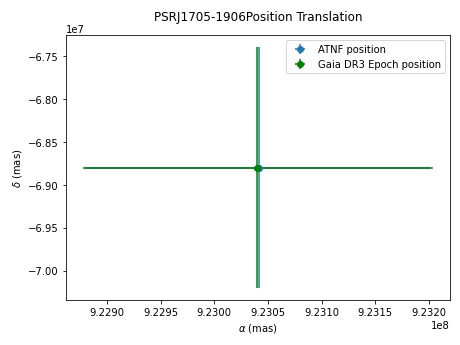 PSRJ1705-1906Position Translation
1e7
ATNF position
Gaia DR3 Epoch position
−6.75
−6.80
−6.85
−6.90
−6.95
−7.00
δ (mas)
9.2290 9.2295 9.2300 9.2305 9.2310 9.2315 9.2320
1e8
α (mas)